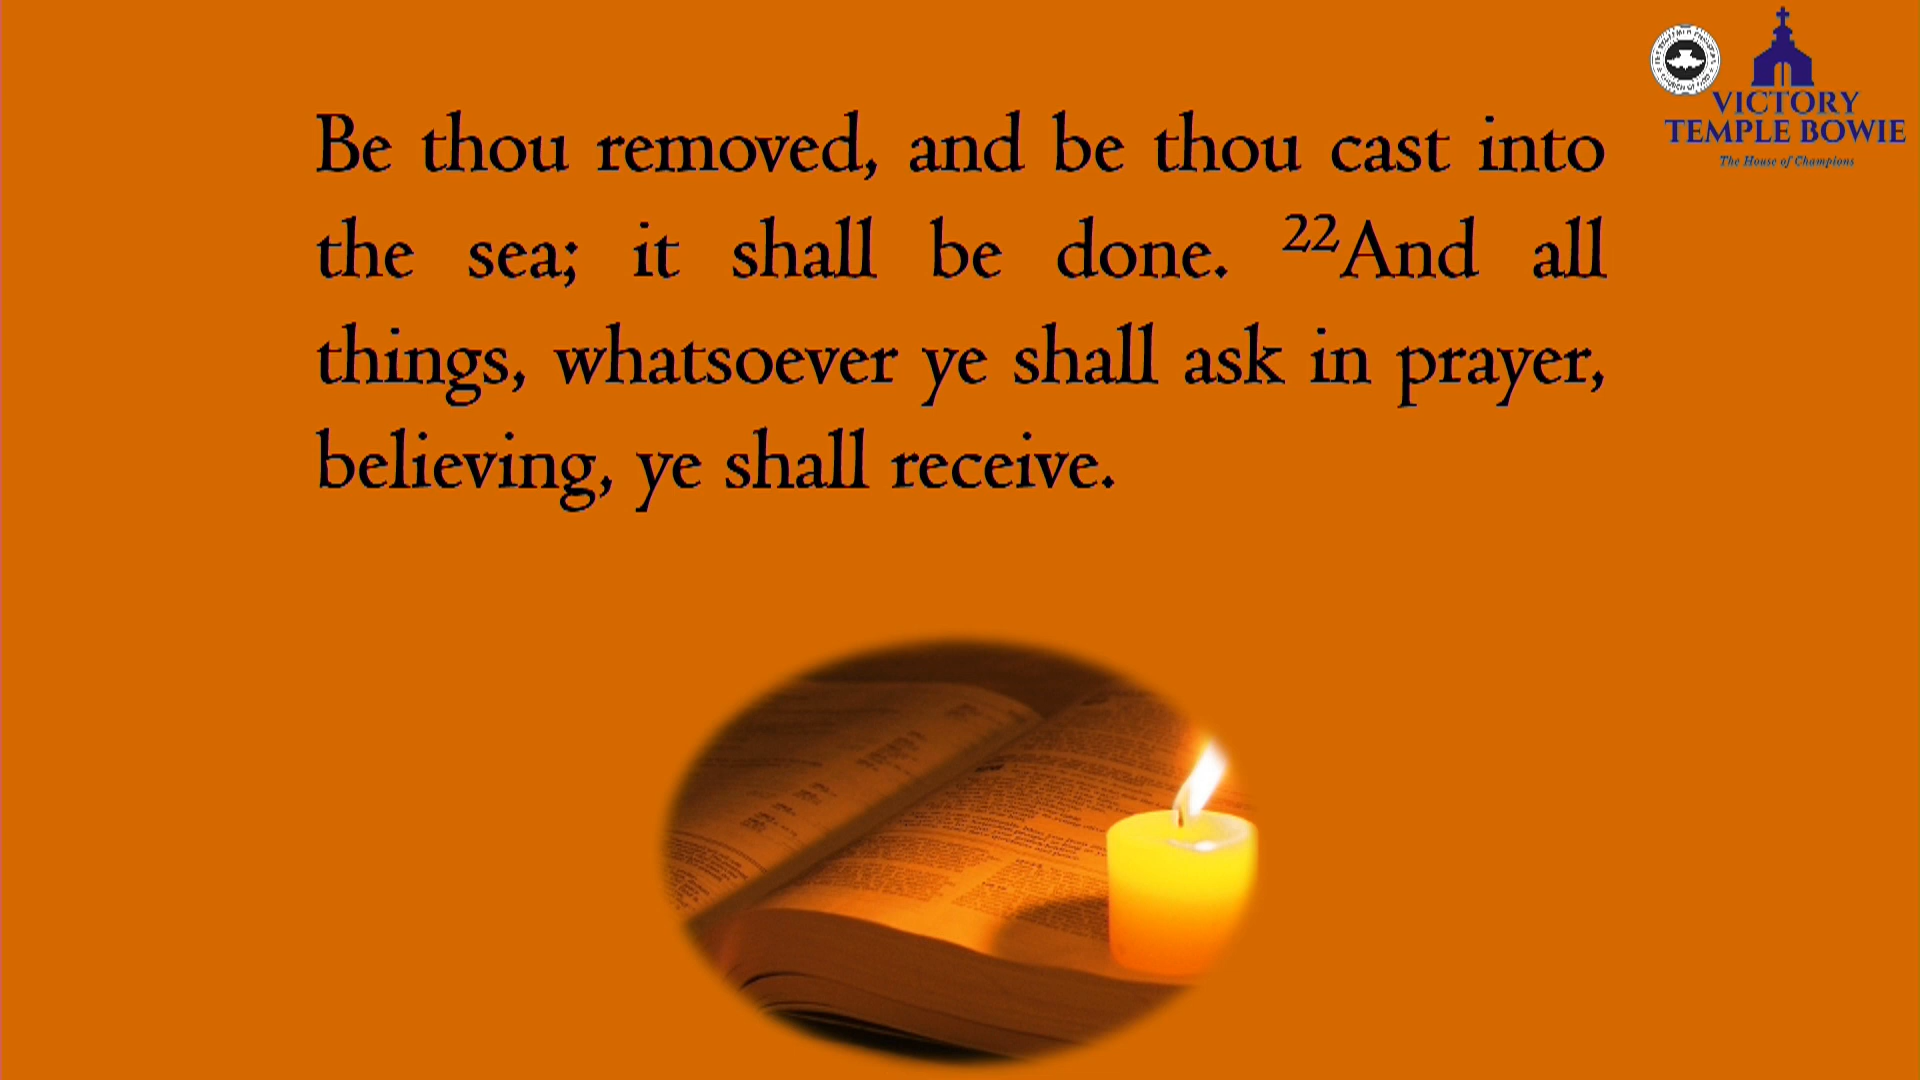 Be thou removed, and be thou cast into
the sea; it shall be done. ²²And all
things, whatsoever ye shall ask in prayer,
believing, ye shall receive.
VICTORY
TEMPLE BOWIE
The House of Champions